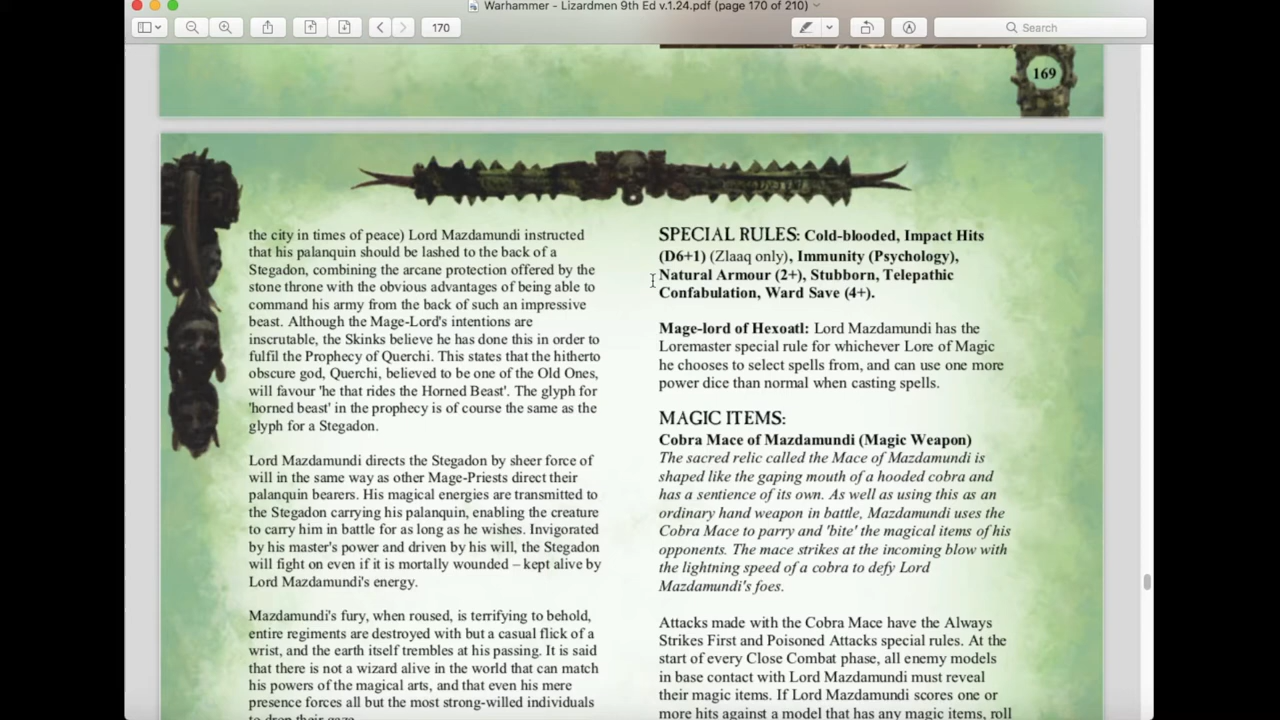 Warhammer - Lizardmen 9th Ed v.1.24.pdf (page 170 of 210)
170
Search
169
the city in times of peace) Lord Mazdamundi instructed
that his palanquin should be lashed to the back of a
Stegadon, combining the arcane protection offered by the
stone throne with the obvious advantages of being able to
command his army from the back of such an impressive
beast. Although the Mage-Lord's intentions are
inscrutable, the Skinks believe he has done this in order to
fulfil the Prophecy of Querchi. This states that the hitherto
obscure god, Querchi, believed to be one of the Old Ones,
will favour 'he that rides the Horned Beast'. The glyph for
'horned beast' in the prophecy is of course the same as the
glyph for a Stegadon.
Lord Mazdamundi directs the Stegadon by sheer force of
will in the same way as other Mage-Priests direct their
palanquin bearers. His magical energies are transmitted to
the Stegadon carrying his palanquin, enabling the creature
to carry him in battle for as long as he wishes. Invigorated
by his master's power and driven by his will, the Stegadon
will fight on even if it is mortally wounded – kept alive by
Lord Mazdamundi's energy.
Mazdamundi's fury, when roused, is terrifying to behold,
entire regiments are destroyed with but a casual flick of a
wrist, and the earth itself trembles at his passing. It is said
that there is not a wizard alive in the world that can match
his powers of the magical arts, and that even his mere
presence forces all but the most strong-willed individuals
to drop their gaze.
SPECIAL RULES: Cold-blooded, Impact Hits
(D6+1) (Zlaaq only), Immunity (Psychology),
Natural Armour (2+), Stubborn, Telepathic
Confabulation, Ward Save (4+).
Mage-lord of Hexoatl: Lord Mazdamundi has the
Loremaster special rule for whichever Lore of Magic
he chooses to select spells from, and can use one more
power dice than normal when casting spells.
MAGIC ITEMS:
Cobra Mace of Mazdamundi (Magic Weapon)
The sacred relic called the Mace of Mazdamundi is
shaped like the gaping mouth of a hooded cobra and
has a sentience of its own. As well as using this as an
ordinary hand weapon in battle, Mazdamundi uses the
Cobra Mace to parry and 'bite' the magical items of his
opponents. The mace strikes at the incoming blow with
the lightning speed of a cobra to defy Lord
Mazdamundi's foes.
Attacks made with the Cobra Mace have the Always
Strikes First and Poisoned Attacks special rules. At the
start of every Close Combat phase, all enemy models
in base contact with Lord Mazdamundi must reveal
their magic items. If Lord Mazdamundi scores one or
more hits against a model that has any magic items, roll